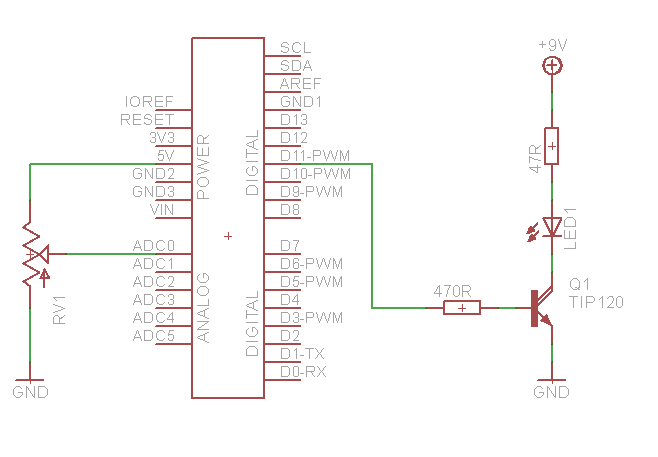 SCL
SDA
AREF
GND1
D13
D12
D11-PWM
D10-PWM
D9-PWM
D8
D7
D6-PWM
D5-PWM
D4
D3-PWM
D2
D1-TX
D0-RX
IOREF
RESET
3V3
5V
GND2
GND3
VIN
ADC0
ADC1
ADC2
ADC3
ADC4
ADC5
POWER
ANALOG
DIGITAL
DIGITAL
RV1
GND
470R
+9V
47R
LED1
Q1
TIP120
GND